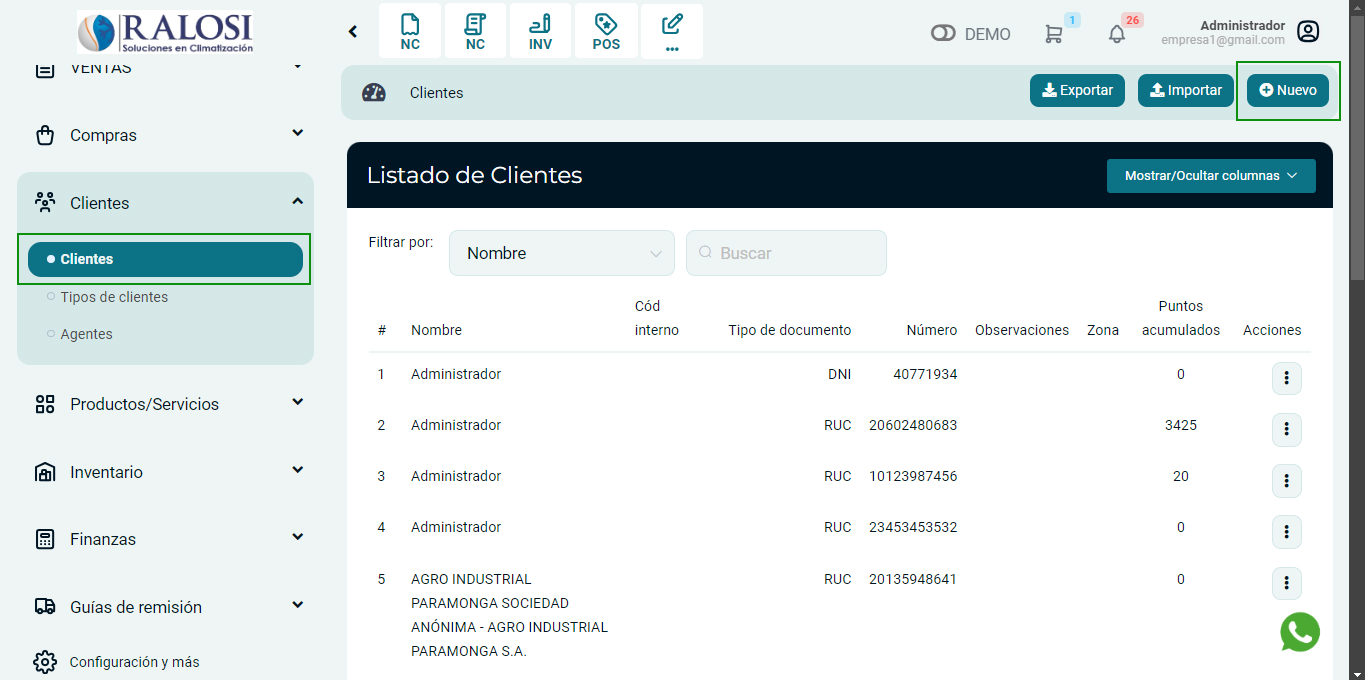 RALOSI
Soluciones en Climatización
NC
NC
INV
POS
...
DEMO
1
26
Administrador
empresa1@gmail.com
VENTAS
Compras
Clientes
Clientes
Tipos de clientes
Agentes
Productos/Servicios
Inventario
Finanzas
Guías de remisión
Configuración y más
Clientes
Exportar
Importar
Nuevo
Listado de Clientes
Mostrar/Ocultar columnas
Filtrar por:
Nombre
Buscar
# Nombre Cód interno Tipo de documento Número Observaciones Zona Puntos acumulados Acciones
1 Administrador DNI 40771934 0
2 Administrador RUC 20602480683 3425
3 Administrador RUC 10123987456 20
4 Administrador RUC 23453453532 0
5 AGRO INDUSTRIAL RUC 20135948641 0
PARAMONGA SOCIEDAD
ANÓNIMA - AGRO INDUSTRIAL
PARAMONGA S.A.